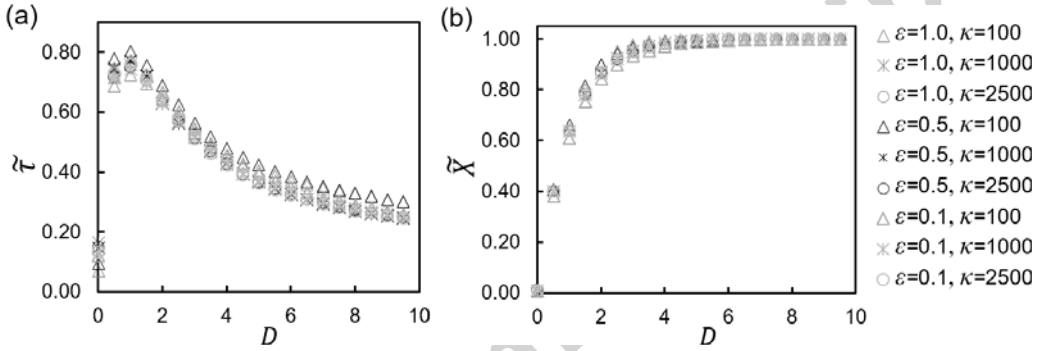 (a)
0.80
0.60
0.40
0.20
0.00
τ̃
0 2 4 6 8 10
D
(b)
1.00
0.80
0.60
0.40
0.20
0.00
X̃
0 2 4 6 8 10
D
ε=1.0, κ=100
ε=1.0, κ=1000
ε=1.0, κ=2500
ε=0.5, κ=100
ε=0.5, κ=1000
ε=0.5, κ=2500
ε=0.1, κ=100
ε=0.1, κ=1000
ε=0.1, κ=2500